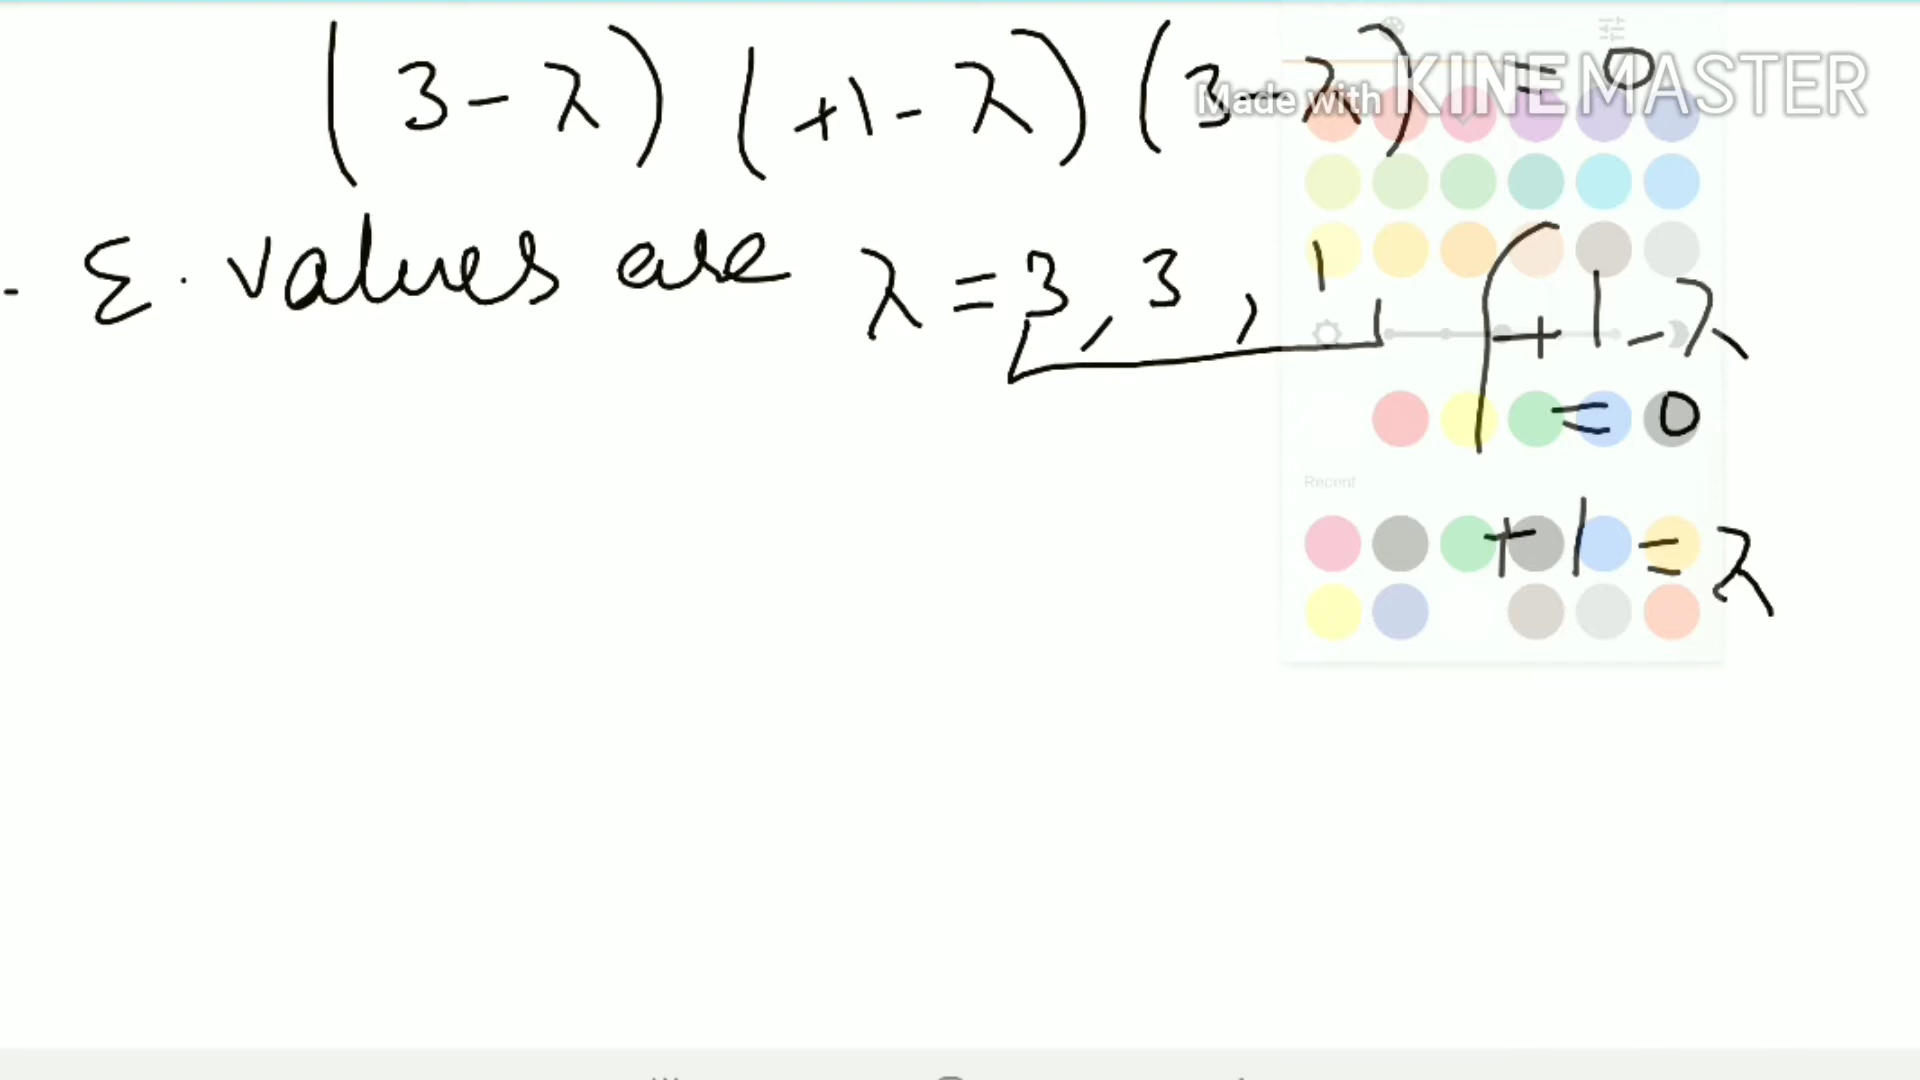 (3-λ) (+1-λ) (3-λ) = 0
Made with KINEMASTER
- Ɛ. values are λ = 3, 3, 1
+1-λ
= 0
Recent
+1 = λ